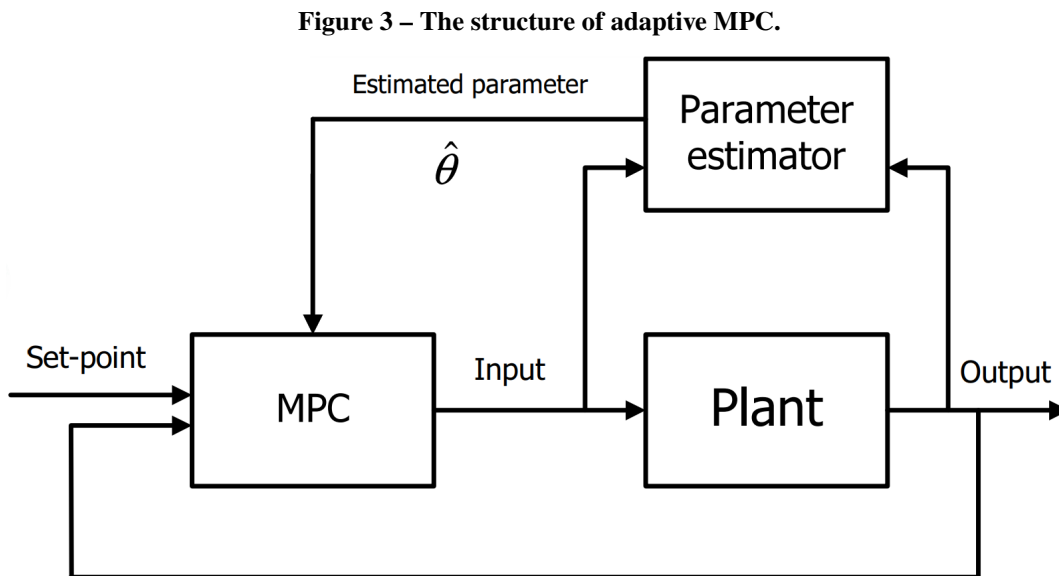 Figure 3 – The structure of adaptive MPC.
Estimated parameter
θ̂
Parameter
estimator
Set-point
MPC
Input
Plant
Output